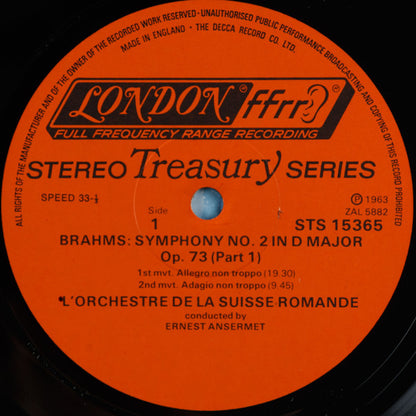 ALL RIGHTS OF THE MANUFACTURER AND OF THE OWNER OF THE RECORDED WORK RESERVED · UNAUTHORISED PUBLIC PERFORMANCE BROADCASTING AND COPYING OF THIS RECORD PROHIBITED
MADE IN ENGLAND · THE DECCA RECORD CO. LTD.
LONDON ffrr
FULL FREQUENCY RANGE RECORDING
STEREO Treasury SERIES
SPEED 33-⅓
Ⓟ 1963
ZAL 5882
Side
1
STS 15365
BRAHMS: SYMPHONY NO. 2 IN D MAJOR
Op. 73 (Part 1)
1st mvt. Allegro non troppo (19.30)
2nd mvt. Adagio non troppo (9.45)
L'ORCHESTRE DE LA SUISSE ROMANDE
conducted by
ERNEST ANSERMET